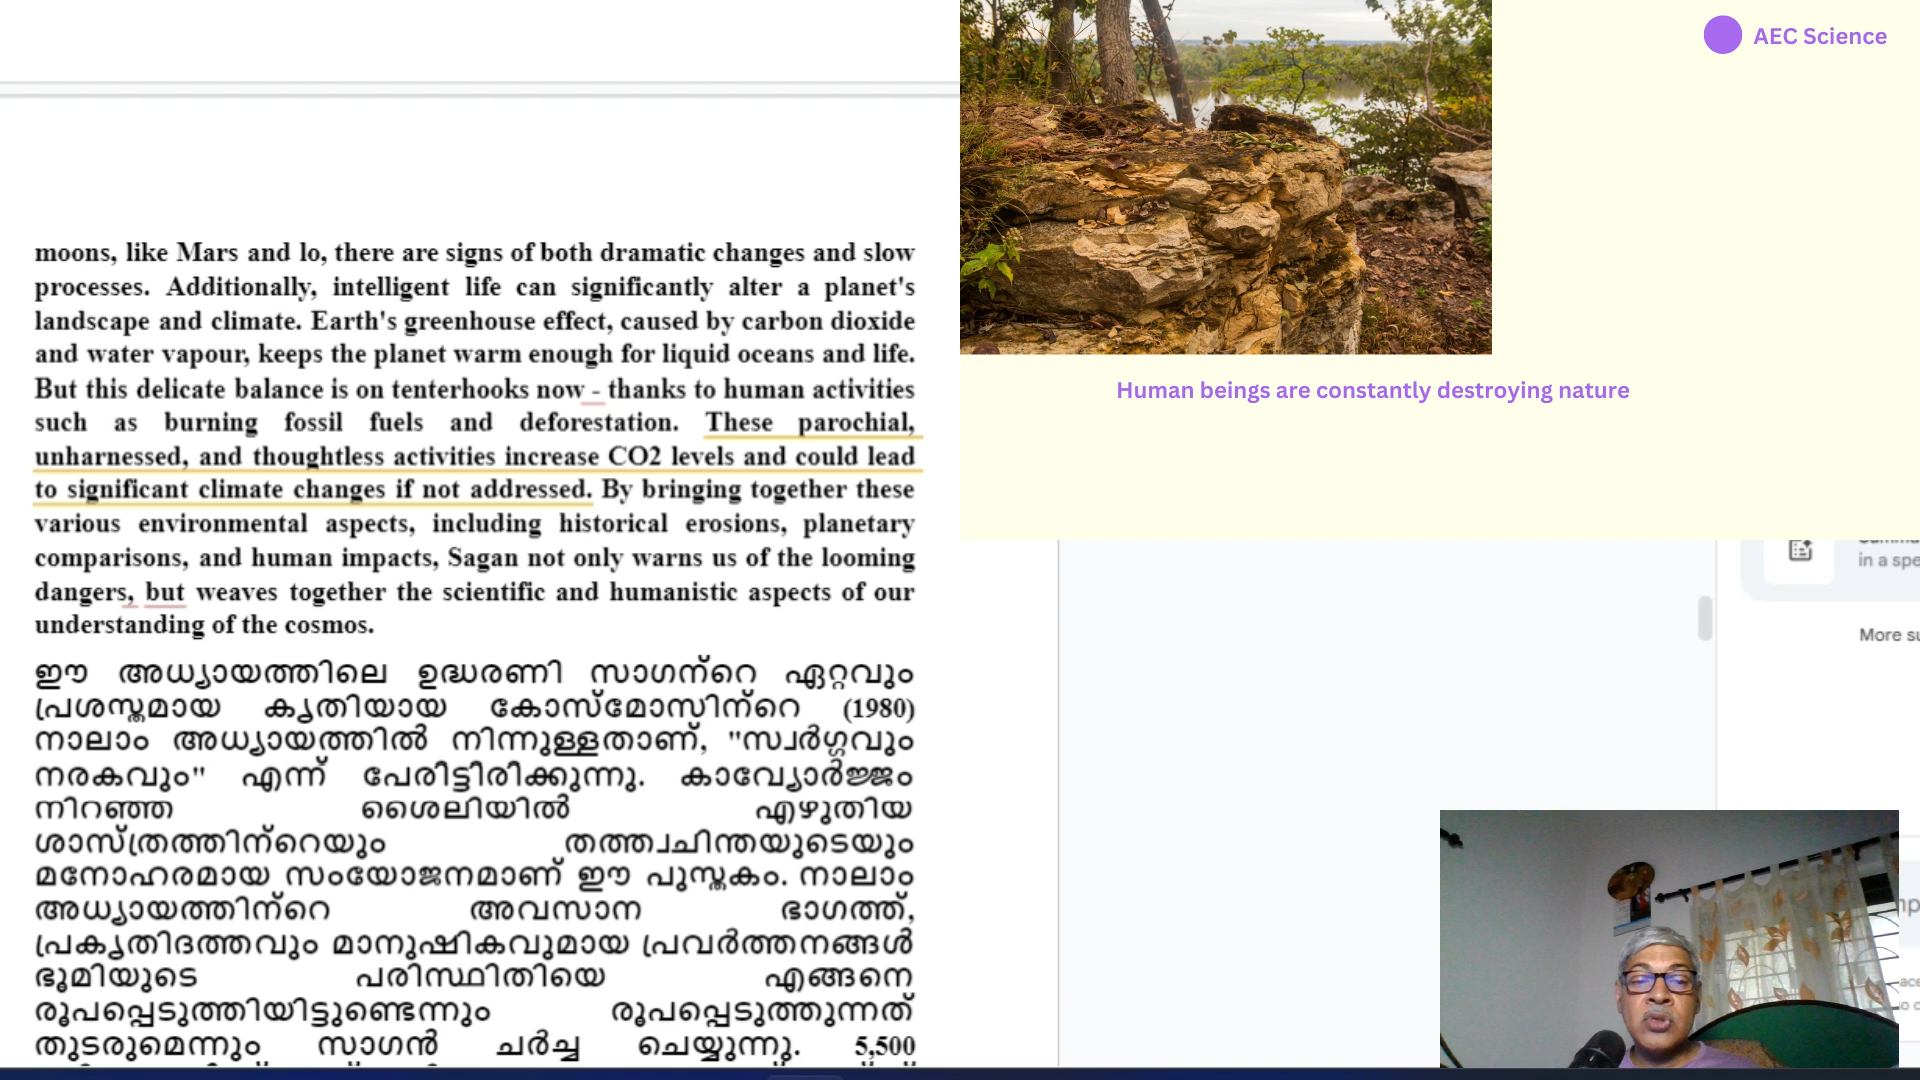 moons, like Mars and lo, there are signs of both dramatic changes and slow
processes. Additionally, intelligent life can significantly alter a planet's
landscape and climate. Earth's greenhouse effect, caused by carbon dioxide
and water vapour, keeps the planet warm enough for liquid oceans and life.
But this delicate balance is on tenterhooks now - thanks to human activities
such as burning fossil fuels and deforestation. These parochial,
unharnessed, and thoughtless activities increase CO2 levels and could lead
to significant climate changes if not addressed. By bringing together these
various environmental aspects, including historical erosions, planetary
comparisons, and human impacts, Sagan not only warns us of the looming
dangers, but weaves together the scientific and humanistic aspects of our
understanding of the cosmos.
ഈ അധ്യായത്തിലെ ഉദ്ധരണി സാഗന്റെ ഏറ്റവും
പ്രശസ്തമായ കൃതിയായ കോസ്മോസിന്റെ (1980)
നാലാം അധ്യായത്തിൽ നിന്നുള്ളതാണ്, "സ്വർഗ്ഗവും
നരകവും" എന്ന് പേരിട്ടിരിക്കുന്നു. കാവ്യോർജ്ജം
നിറഞ്ഞ ശൈലിയിൽ എഴുതിയ
ശാസ്ത്രത്തിന്റെയും തത്ത്വചിന്തയുടെയും
മനോഹരമായ സംയോജനമാണ് ഈ പുസ്തകം. നാലാം
അധ്യായത്തിന്റെ അവസാന ഭാഗത്ത്,
പ്രകൃതിദത്തവും മാനുഷികവുമായ പ്രവർത്തനങ്ങൾ
ഭൂമിയുടെ പരിസ്ഥിതിയെ എങ്ങനെ
രൂപപ്പെടുത്തിയിട്ടുണ്ടെന്നും രൂപപ്പെടുത്തുന്നത്
തുടരുമെന്നും സാഗൻ ചർച്ച ചെയ്യുന്നു. 5,500
AEC Science
Human beings are constantly destroying nature
in a spe
More su